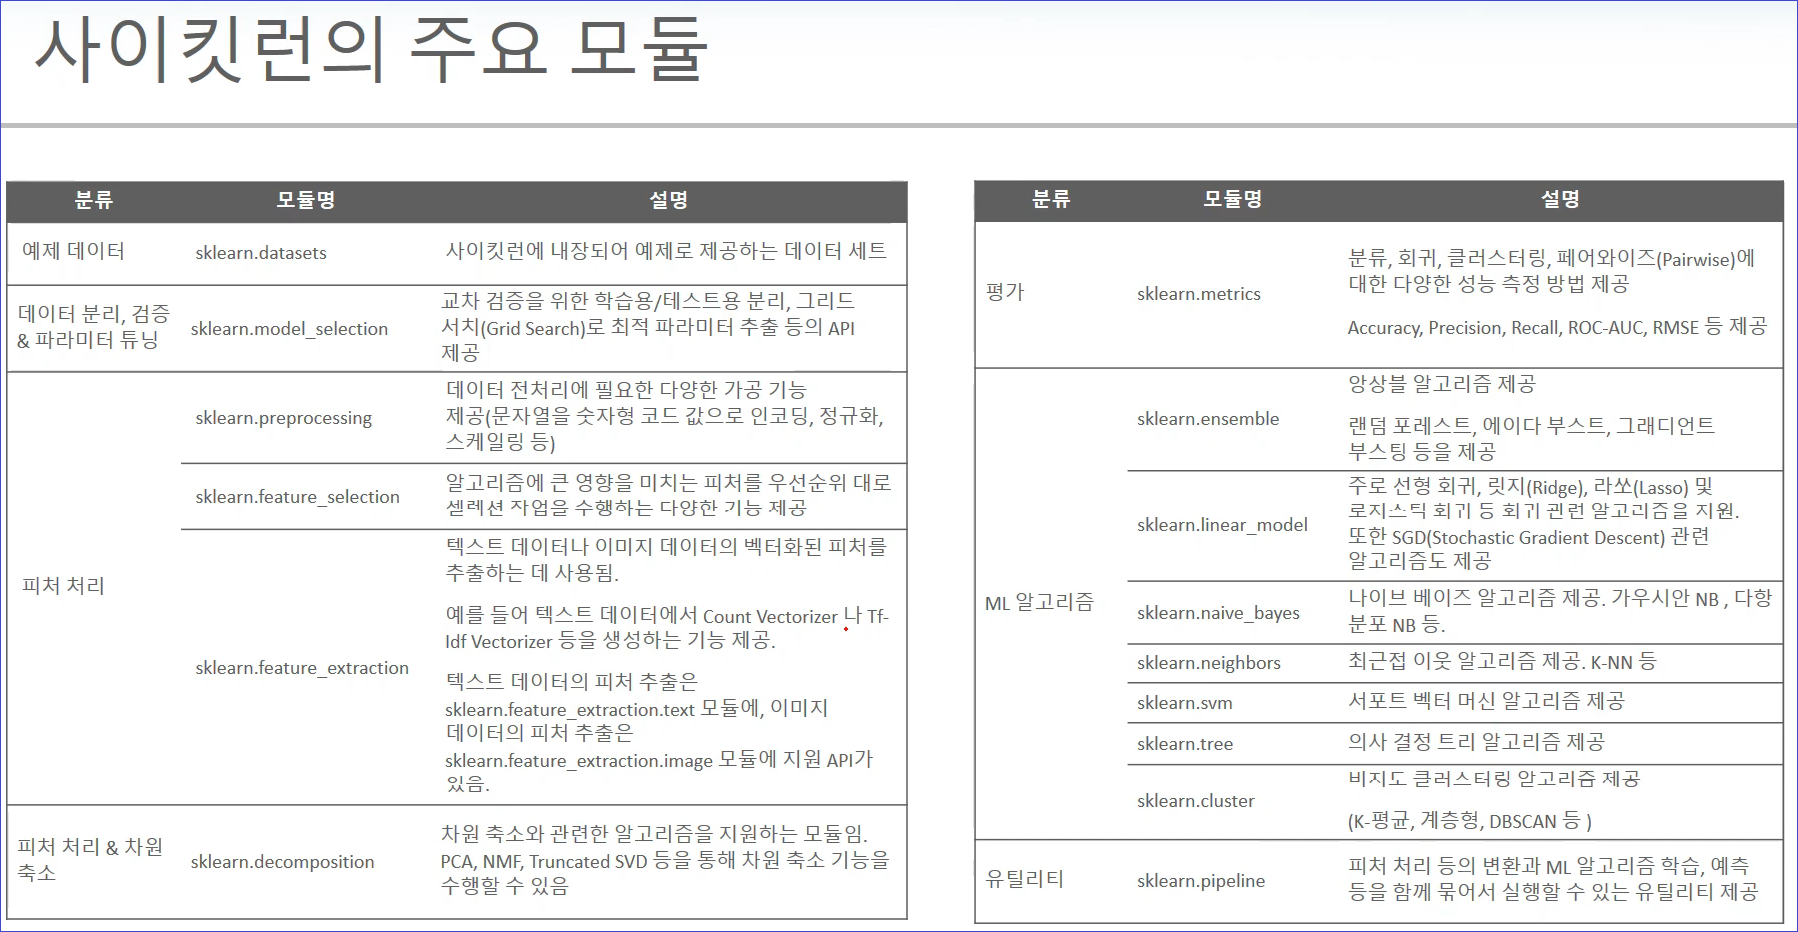 사이킷런의 주요 모듈
분류 모듈명 설명
예제 데이터 sklearn.datasets 사이킷런에 내장되어 예제로 제공하는 데이터 세트
데이터 분리, 검증
& 파라미터 튜닝
sklearn.model_selection
교차 검증을 위한 학습용/테스트용 분리, 그리드
서치(Grid Search)로 최적 파라미터 추출 등의 API
제공
피처 처리
sklearn.preprocessing
데이터 전처리에 필요한 다양한 가공 기능
제공(문자열을 숫자형 코드 값으로 인코딩, 정규화,
스케일링 등)
sklearn.feature_selection
알고리즘에 큰 영향을 미치는 피처를 우선순위 대로
셀렉션 작업을 수행하는 다양한 기능 제공
sklearn.feature_extraction
텍스트 데이터나 이미지 데이터의 벡터화된 피처를
추출하는 데 사용됨.
예를 들어 텍스트 데이터에서 Count Vectorizer 나 Tf-
Idf Vectorizer 등을 생성하는 기능 제공.
텍스트 데이터의 피처 추출은
sklearn.feature_extraction.text 모듈에, 이미지
데이터의 피처 추출은
sklearn.feature_extraction.image 모듈에 지원 API가
있음.
피처 처리 & 차원
축소
sklearn.decomposition
차원 축소와 관련한 알고리즘을 지원하는 모듈임.
PCA, NMF, Truncated SVD 등을 통해 차원 축소 기능을
수행할 수 있음
분류 모듈명 설명
평가
sklearn.metrics
분류, 회귀, 클러스터링, 페어와이즈(Pairwise)에
대한 다양한 성능 측정 방법 제공
Accuracy, Precision, Recall, ROC-AUC, RMSE 등 제공
ML 알고리즘
sklearn.ensemble
앙상블 알고리즘 제공
랜덤 포레스트, 에이다 부스트, 그래디언트
부스팅 등을 제공
sklearn.linear_model
주로 선형 회귀, 릿지(Ridge), 라쏘(Lasso) 및
로지스틱 회귀 등 회귀 관련 알고리즘을 지원.
또한 SGD(Stochastic Gradient Descent) 관련
알고리즘도 제공
sklearn.naive_bayes
나이브 베이즈 알고리즘 제공. 가우시안 NB , 다항
분포 NB 등.
sklearn.neighbors 최근접 이웃 알고리즘 제공. K-NN 등
sklearn.svm 서포트 벡터 머신 알고리즘 제공
sklearn.tree 의사 결정 트리 알고리즘 제공
sklearn.cluster
비지도 클러스터링 알고리즘 제공
(K-평균, 계층형, DBSCAN 등 )
유틸리티
sklearn.pipeline
피처 처리 등의 변환과 ML 알고리즘 학습, 예측
등을 함께 묶어서 실행할 수 있는 유틸리티 제공